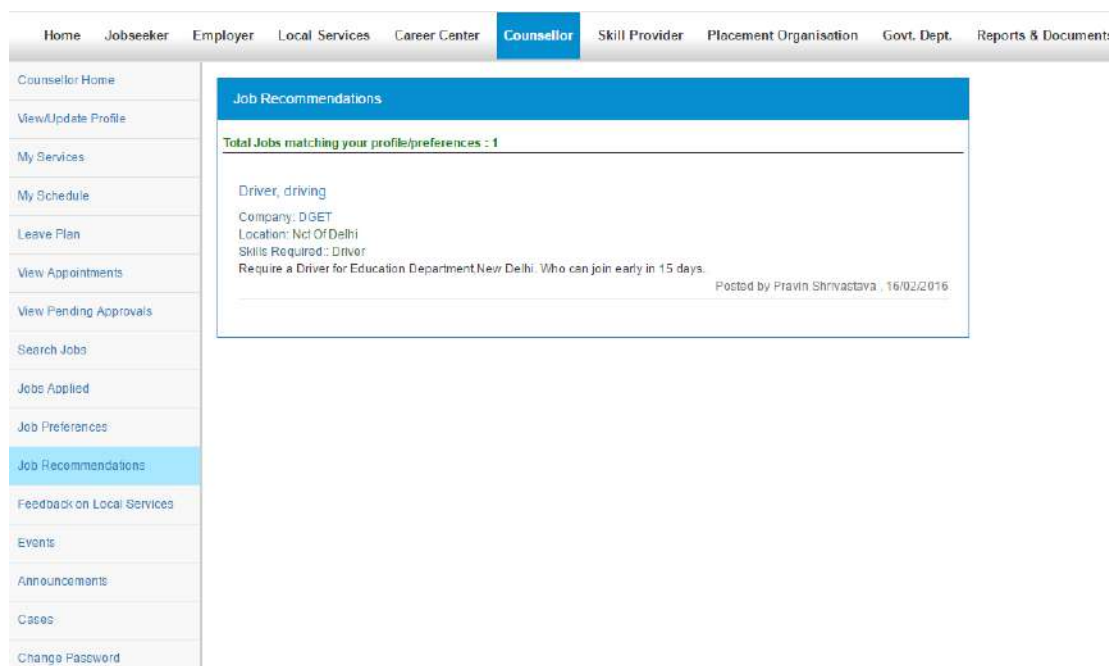 Home Jobseeker Employer Local Services Career Center Counsellor Skill Provider Placement Organisation Govt. Dept. Reports & Documents
Counsellor Home
View/Update Profile
My Services
My Schedule
Leave Plan
View Appointments
View Pending Approvals
Search Jobs
Jobs Applied
Job Preferences
Job Recommendations
Feedback on Local Services
Events
Announcements
Cases
Change Password
Job Recommendations
Total Jobs matching your profile/preferences : 1
Driver, driving
Company: DGET
Location: Nct Of Delhi
Skills Required:: Driver
Require a Driver for Education Department,New Delhi. Who can join early in 15 days.
Posted by Pravin Shrivastava , 16/02/2016